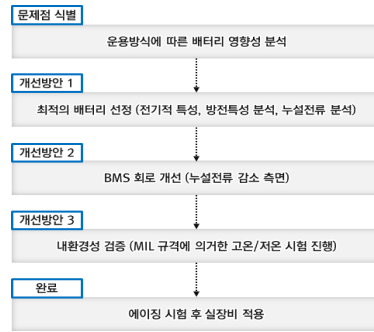 문제점 식별
운용방식에 따른 배터리 영향성 분석
개선방안 1
최적의 배터리 선정 (전기적 특성, 방전특성 분석, 누설전류 분석)
개선방안 2
BMS 회로 개선 (누설전류 감소 측면)
개선방안 3
내환경성 검증 (MIL 규격에 의거한 고온/저온 시험 진행)
완료
에이징 시험 후 실장비 적용